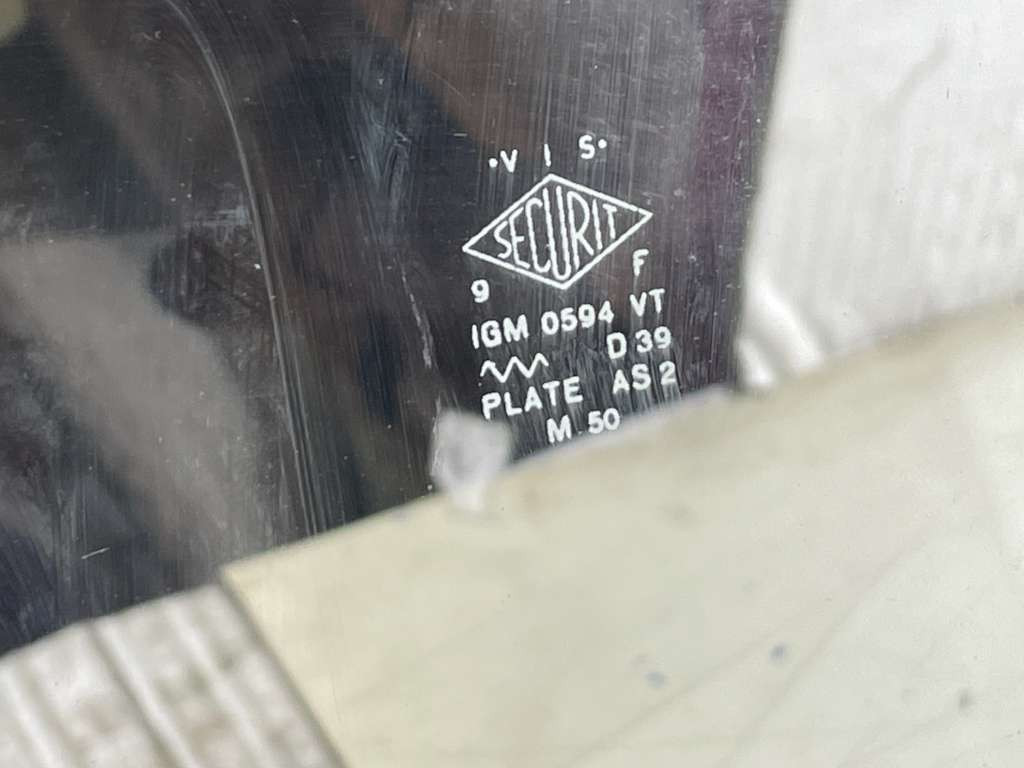 ·V I S·
SECURIT
9 F
IGM 0594 VT
D 39
PLATE AS 2
M 50